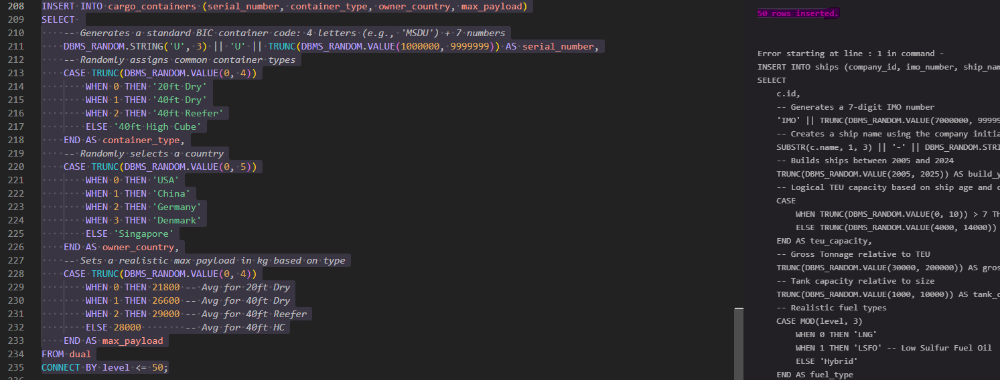 208 INSERT INTO cargo_containers (serial_number, container_type, owner_country, max_payload)
209 SELECT
210 -- Generates a standard BIC container code: 4 letters (e.g., 'MSDU') + 7 numbers
211 DBMS_RANDOM.STRING('U', 3) || 'U' || TRUNC(DBMS_RANDOM.VALUE(1000000, 9999999)) AS serial_number,
212 -- Randomly assigns common container types
213 CASE TRUNC(DBMS_RANDOM.VALUE(0, 4))
214 WHEN 0 THEN '20ft Dry'
215 WHEN 1 THEN '40ft Dry'
216 WHEN 2 THEN '40ft Reefer'
217 ELSE '40ft High Cube'
218 END AS container_type,
219 -- Randomly selects a country
220 CASE TRUNC(DBMS_RANDOM.VALUE(0, 5))
221 WHEN 0 THEN 'USA'
222 WHEN 1 THEN 'China'
223 WHEN 2 THEN 'Germany'
224 WHEN 3 THEN 'Denmark'
225 ELSE 'Singapore'
226 END AS owner_country,
227 -- Sets a realistic max payload in kg based on type
228 CASE TRUNC(DBMS_RANDOM.VALUE(0, 4))
229 WHEN 0 THEN 21800 -- Avg for 20ft Dry
230 WHEN 1 THEN 26600 -- Avg for 40ft Dry
231 WHEN 2 THEN 29000 -- Avg for 40ft Reefer
232 ELSE 28000 -- Avg for 40ft HC
233 END AS max_payload
234 FROM dual
235 CONNECT BY level <= 50;
50 rows inserted.
Error starting at line : 1 in command -
INSERT INTO ships (company_id, imo_number, ship_nam
SELECT
c.id,
-- Generates a 7-digit IMO number
'IMO' || TRUNC(DBMS_RANDOM.VALUE(7000000, 99999
-- Creates a ship name using the company initia
SUBSTR(c.name, 1, 3) || '-' || DBMS_RANDOM.STRI
-- Builds ships between 2005 and 2024
TRUNC(DBMS_RANDOM.VALUE(2005, 2025)) AS build_y
-- Logical TEU capacity based on ship age and c
CASE
WHEN TRUNC(DBMS_RANDOM.VALUE(0, 10)) > 7 TH
ELSE TRUNC(DBMS_RANDOM.VALUE(4000, 14000))
END AS teu_capacity,
-- Gross Tonnage relative to TEU
TRUNC(DBMS_RANDOM.VALUE(30000, 200000)) AS gros
-- Tank capacity relative to size
TRUNC(DBMS_RANDOM.VALUE(1000, 10000)) AS tank_c
-- Realistic fuel types
CASE MOD(level, 3)
WHEN 0 THEN 'LNG'
WHEN 1 THEN 'LSFO' -- Low Sulfur Fuel Oil
ELSE 'Hybrid'
END AS fuel_type